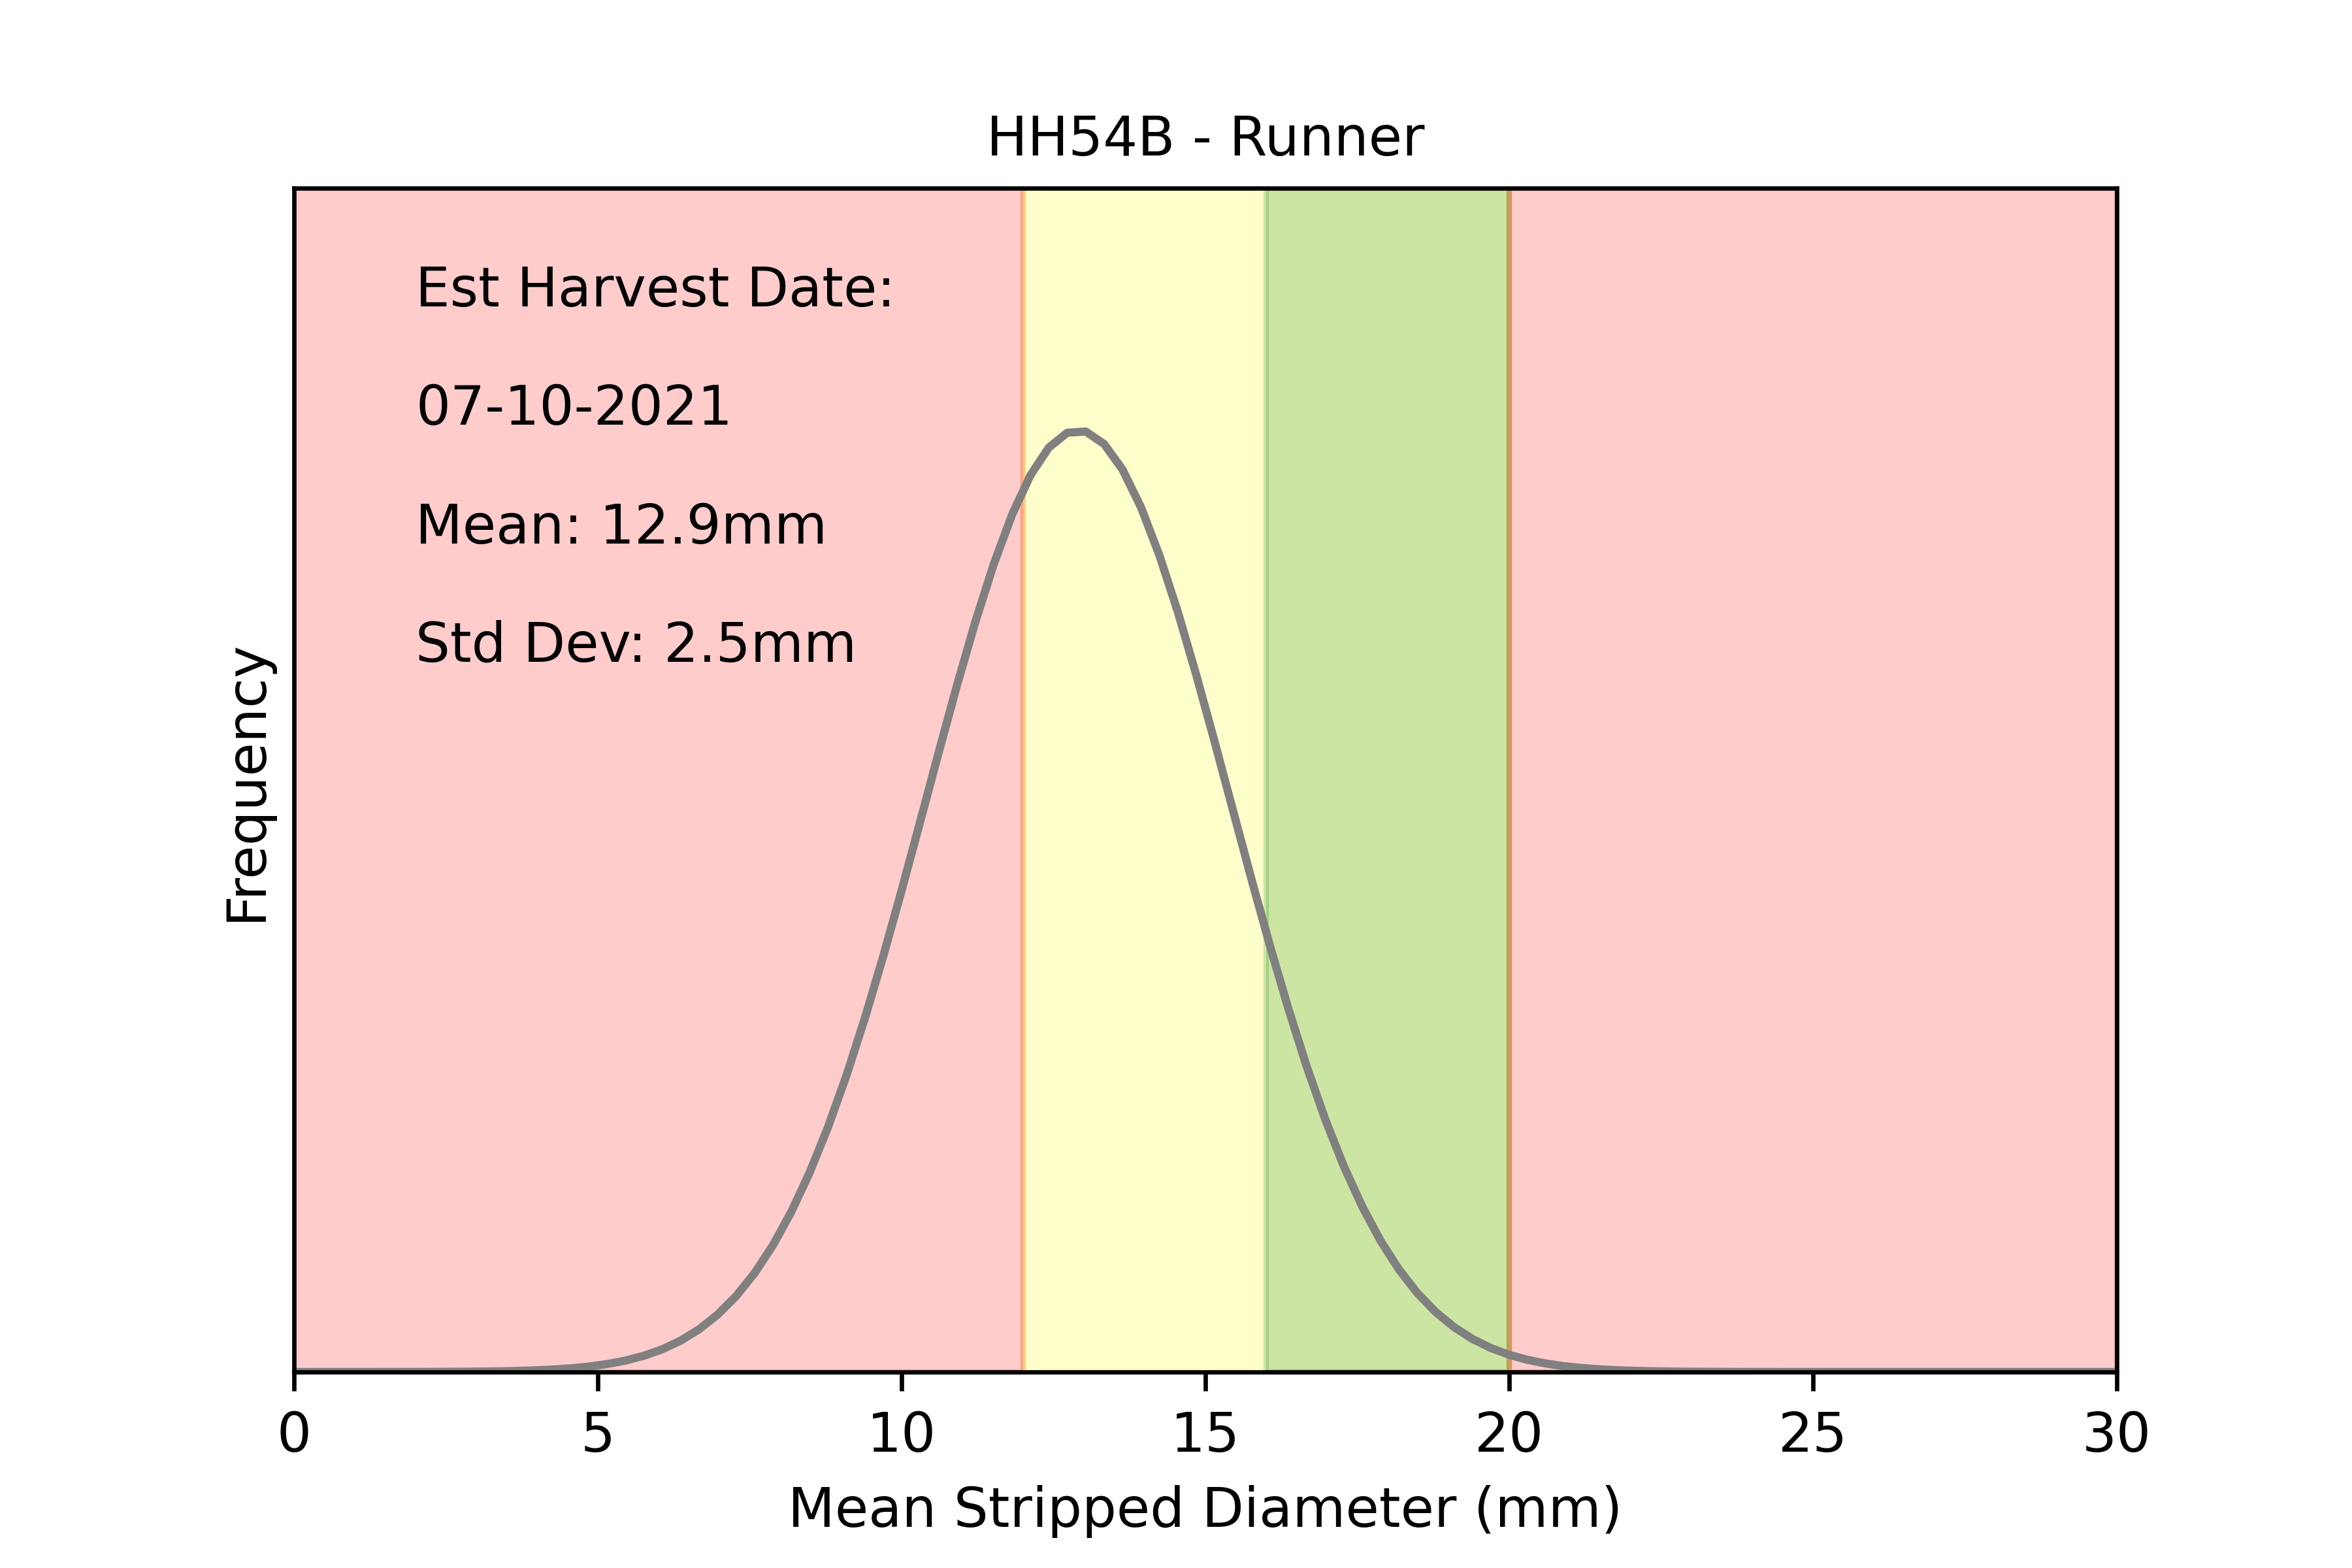 HH54B - Runner
Est Harvest Date:
07-10-2021
Mean: 12.9mm
Std Dev: 2.5mm
Frequency
0 5 10 15 20 25 30
Mean Stripped Diameter (mm)